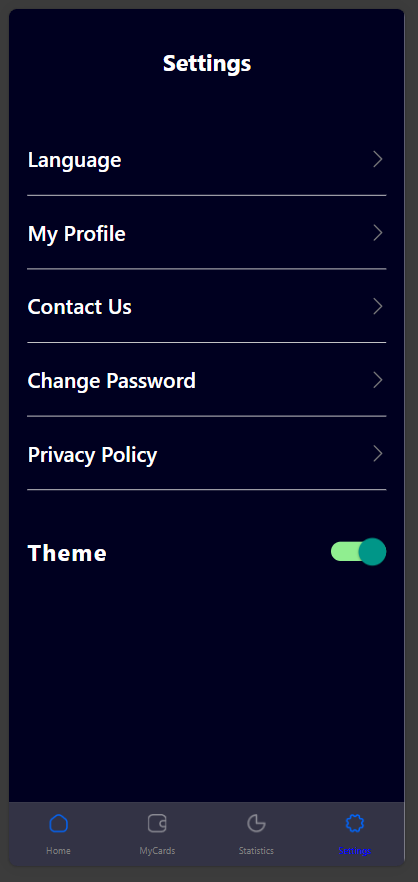 Settings
Language
My Profile
Contact Us
Change Password
Privacy Policy
Theme
Home
MyCards
Statistics
Settings